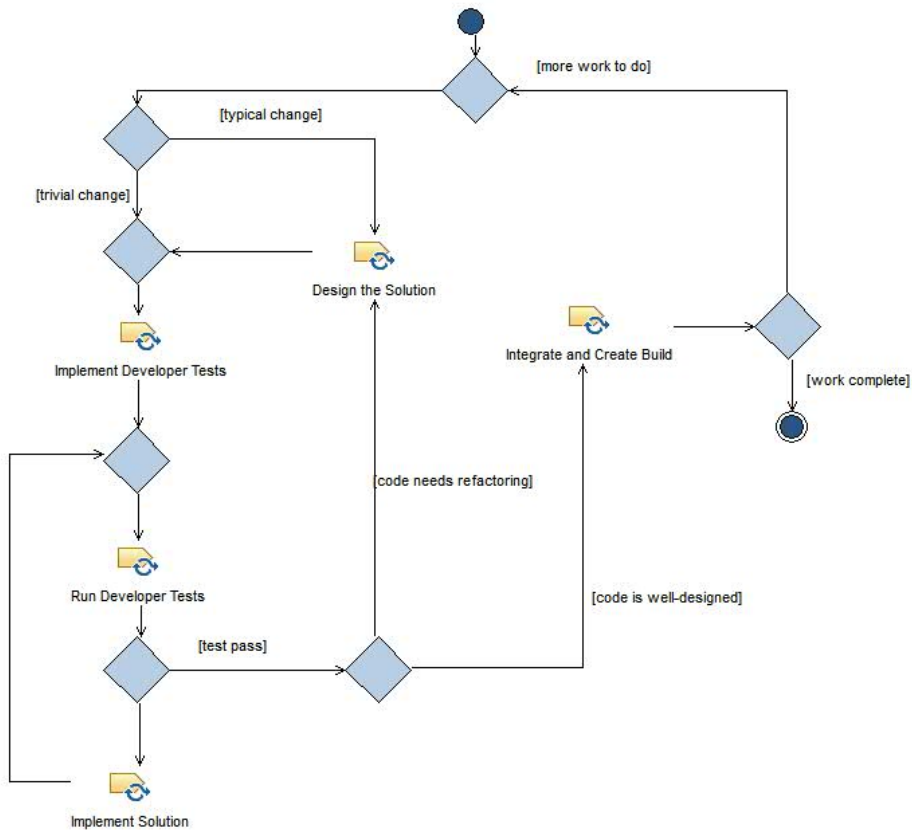 [more work to do]
[typical change]
[trivial change]
Design the Solution
Implement Developer Tests
Integrate and Create Build
[work complete]
[code needs refactoring]
Run Developer Tests
[code is well-designed]
[test pass]
Implement Solution